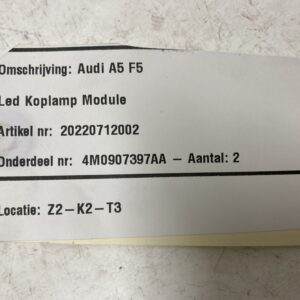 Omschrijving: Audi A5 F5
Led Koplamp Module
Artikel nr: 20220712002
Onderdeel nr: 4M0907397AA – Aantal: 2
Locatie: Z2-K2-T3